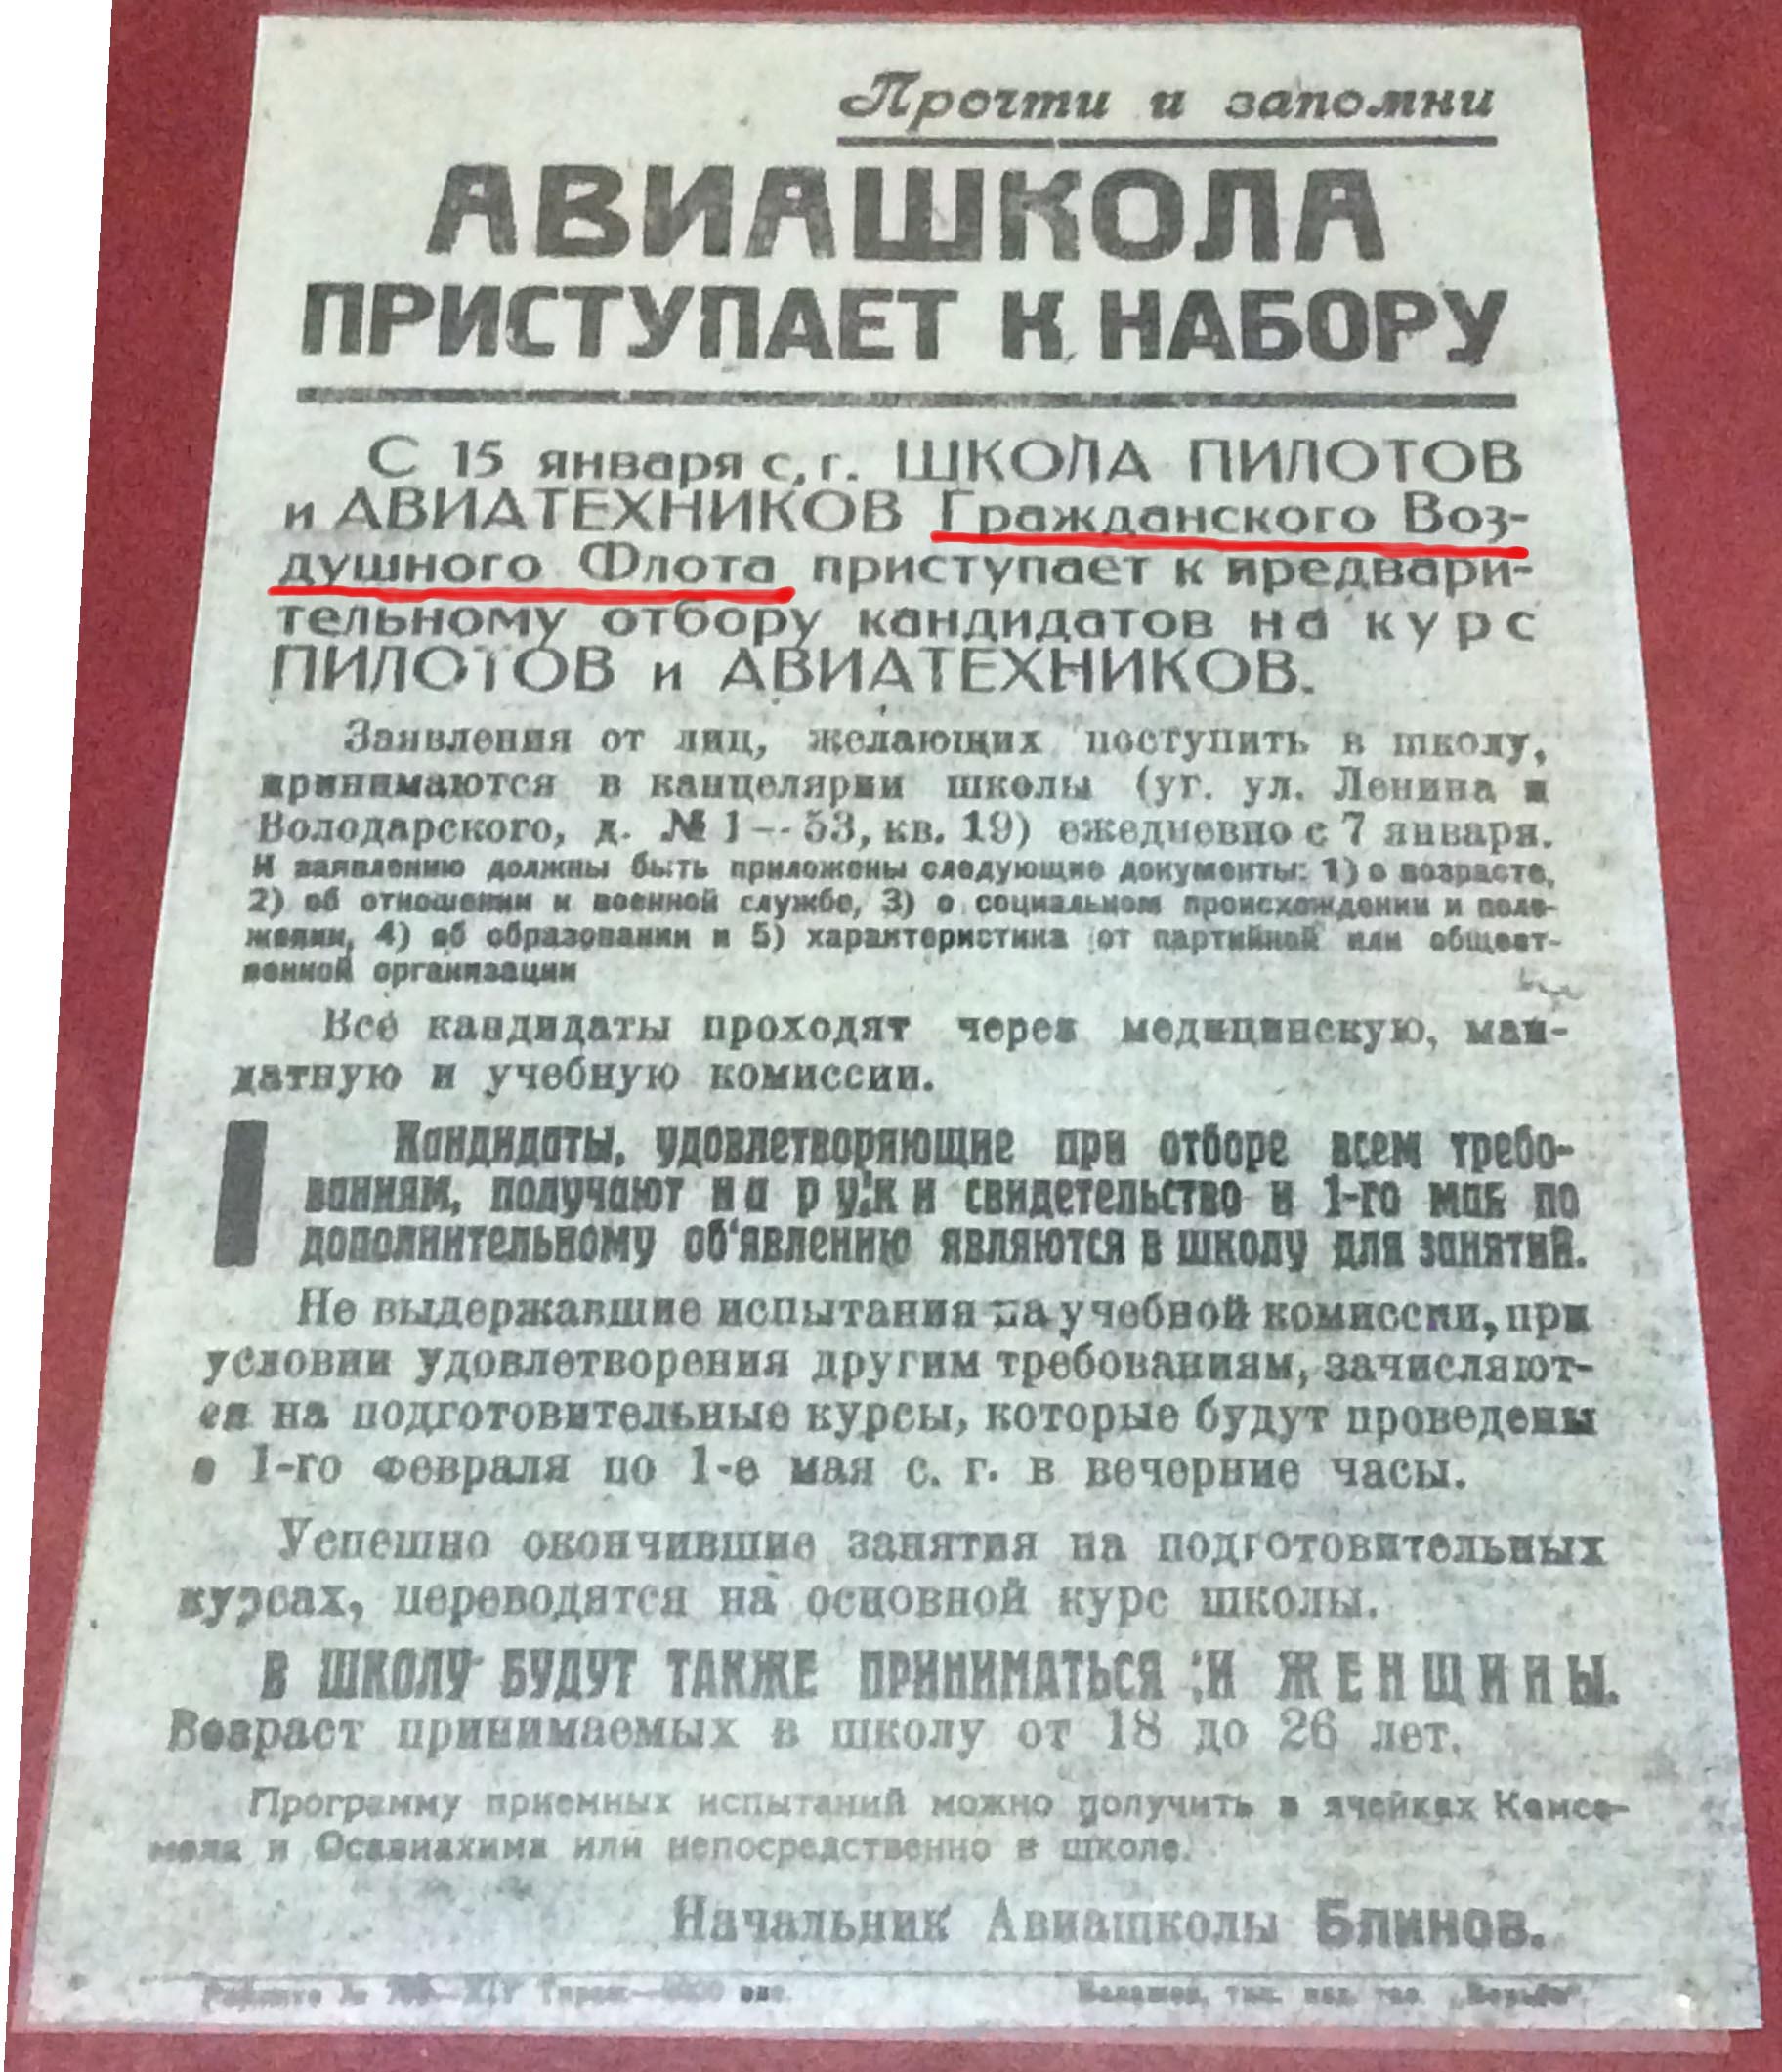 Прочти и запомни
АВИАШКОЛА
ПРИСТУПАЕТ К НАБОРУ
С 15 января с.г. ШКОЛА ПИЛОТОВ
и АВИАТЕХНИКОВ Гражданского Воз-
душного Флота приступает к предвари-
тельному отбору кандидатов на курс
ПИЛОТОВ и АВИАТЕХНИКОВ.
Заявления от лиц, желающих поступить в школу,
принимаются в канцелярии школы (уг. ул. Ленина и
Володарского, д. № 1—53, кв. 19) ежедневно с 7 января.
К заявлению должны быть приложены следующие документы: 1) о возрасте,
2) об отношении к военной службе, 3) о социальном происхождении и поло-
жении, 4) об образовании и 5) характеристика от партийной или общест-
венной организации
Все кандидаты проходят через медицинскую, ман-
датную и учебную комиссии.
Кандидаты, удовлетворяющие при отборе всем требо-
ваниям, получают на руки свидетельство и 1-го мая по
дополнительному об'явлению являются в школу для занятий.
Не выдержавшие испытания на учебной комиссии, при
условии удовлетворения другим требованиям, зачисляют-
ся на подготовительные курсы, которые будут проведены
с 1-го февраля по 1-е мая с. г. в вечерние часы.
Успешно окончившие занятия на подготовительных
курсах, переводятся на основной курс школы.
В ШКОЛУ БУДУТ ТАКЖЕ ПРИНИМАТЬСЯ И ЖЕНЩИНЫ.
Возраст принимаемых в школу от 18 до 26 лет.
Программу приемных испытаний можно получить в ячейках Комсо-
мола и Осавиахима или непосредственно в школе.
Начальник Авиашколы Блинов.
Тираж
Балашов, тип. изд. газ. „Борьба“.